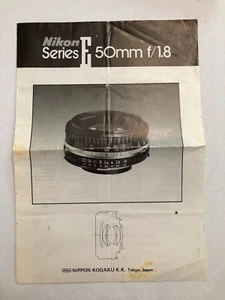 Nikon
Series E 50mm f/1.8
NIPPON KOGAKU K.K. Tokyo, Japan